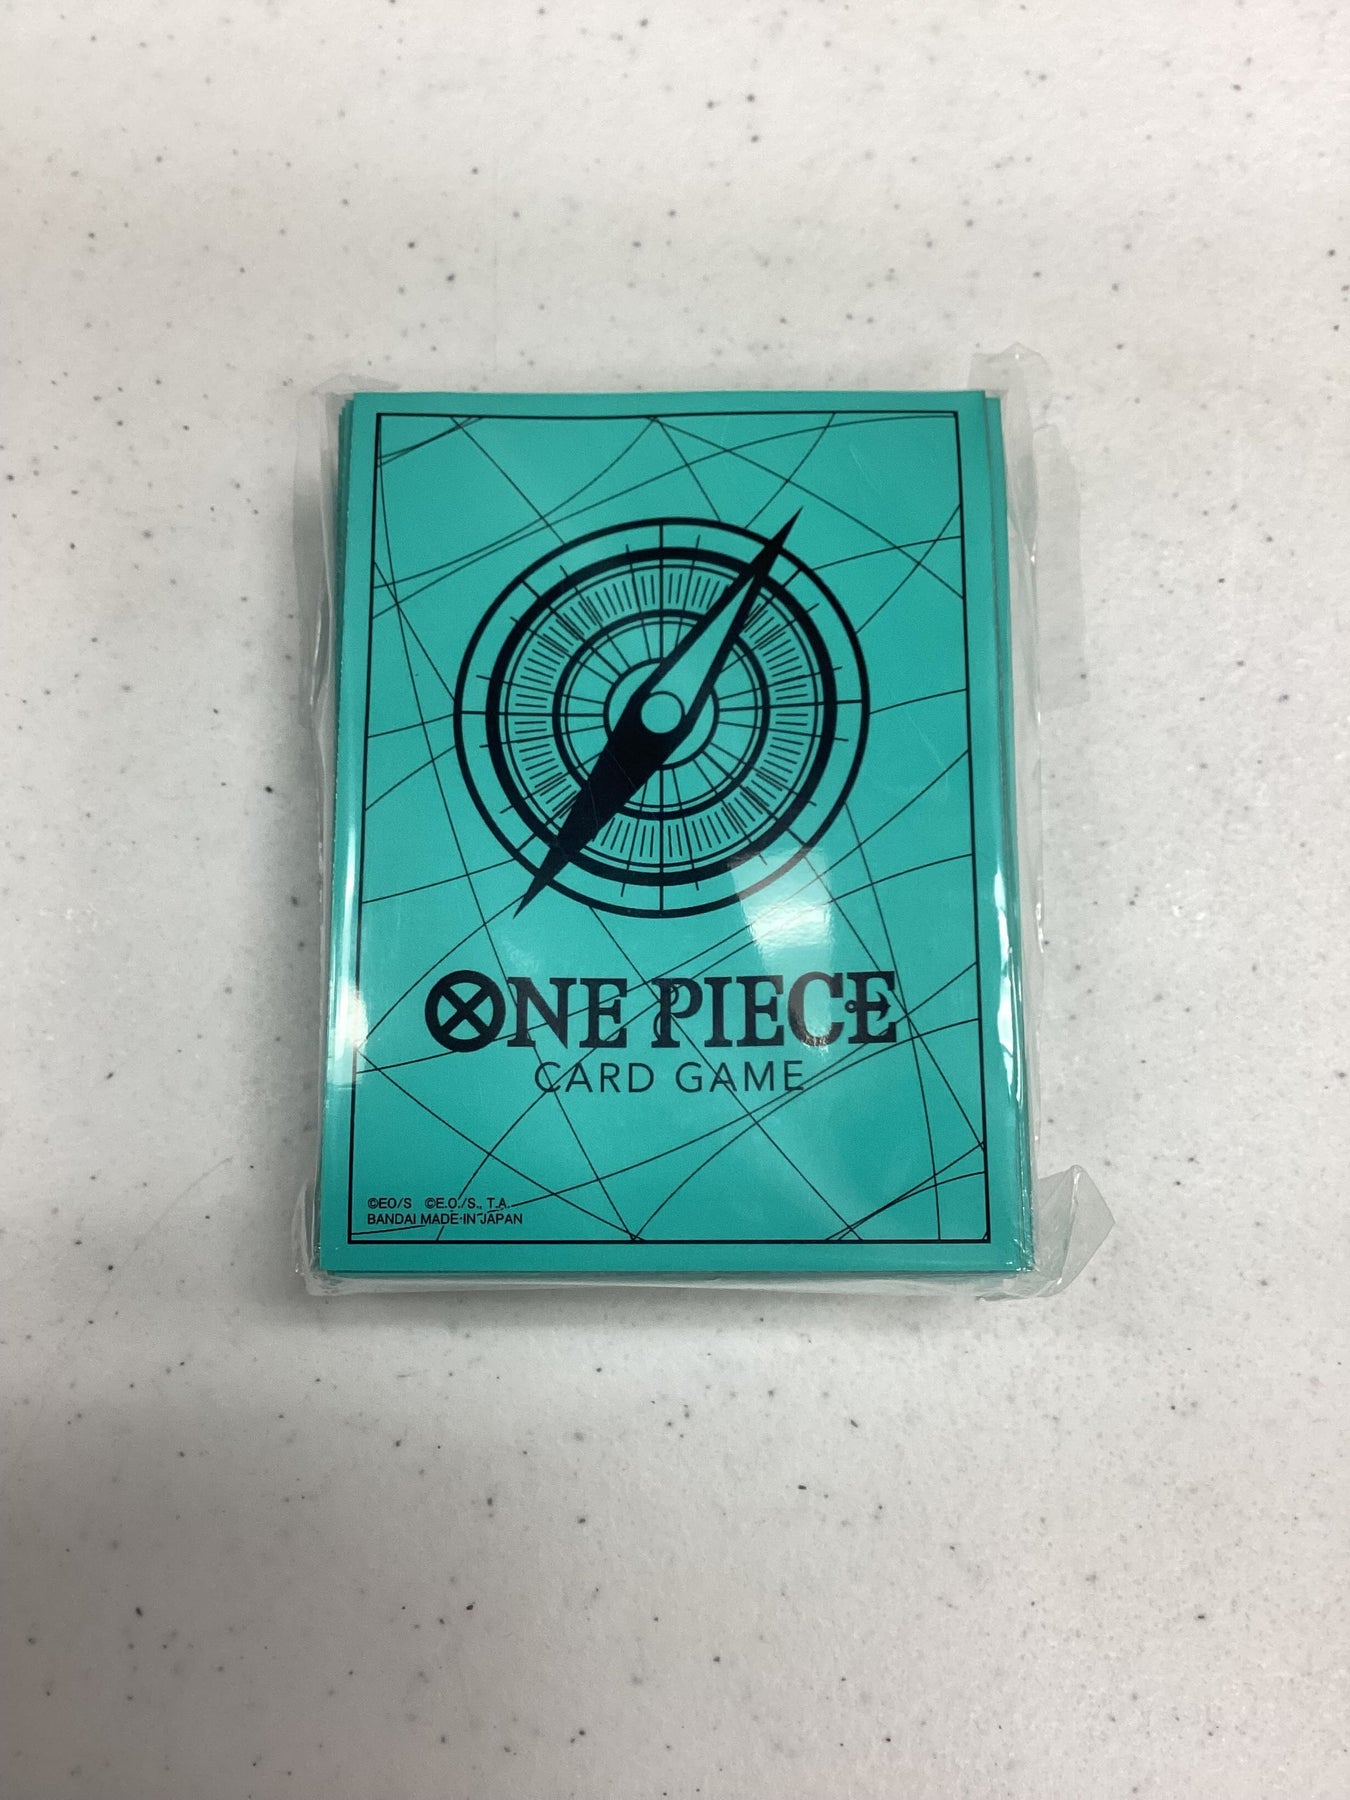 ONE PIECE
CARD GAME
©EO/S ©E.O./S., T.A.
BANDAI MADE IN JAPAN